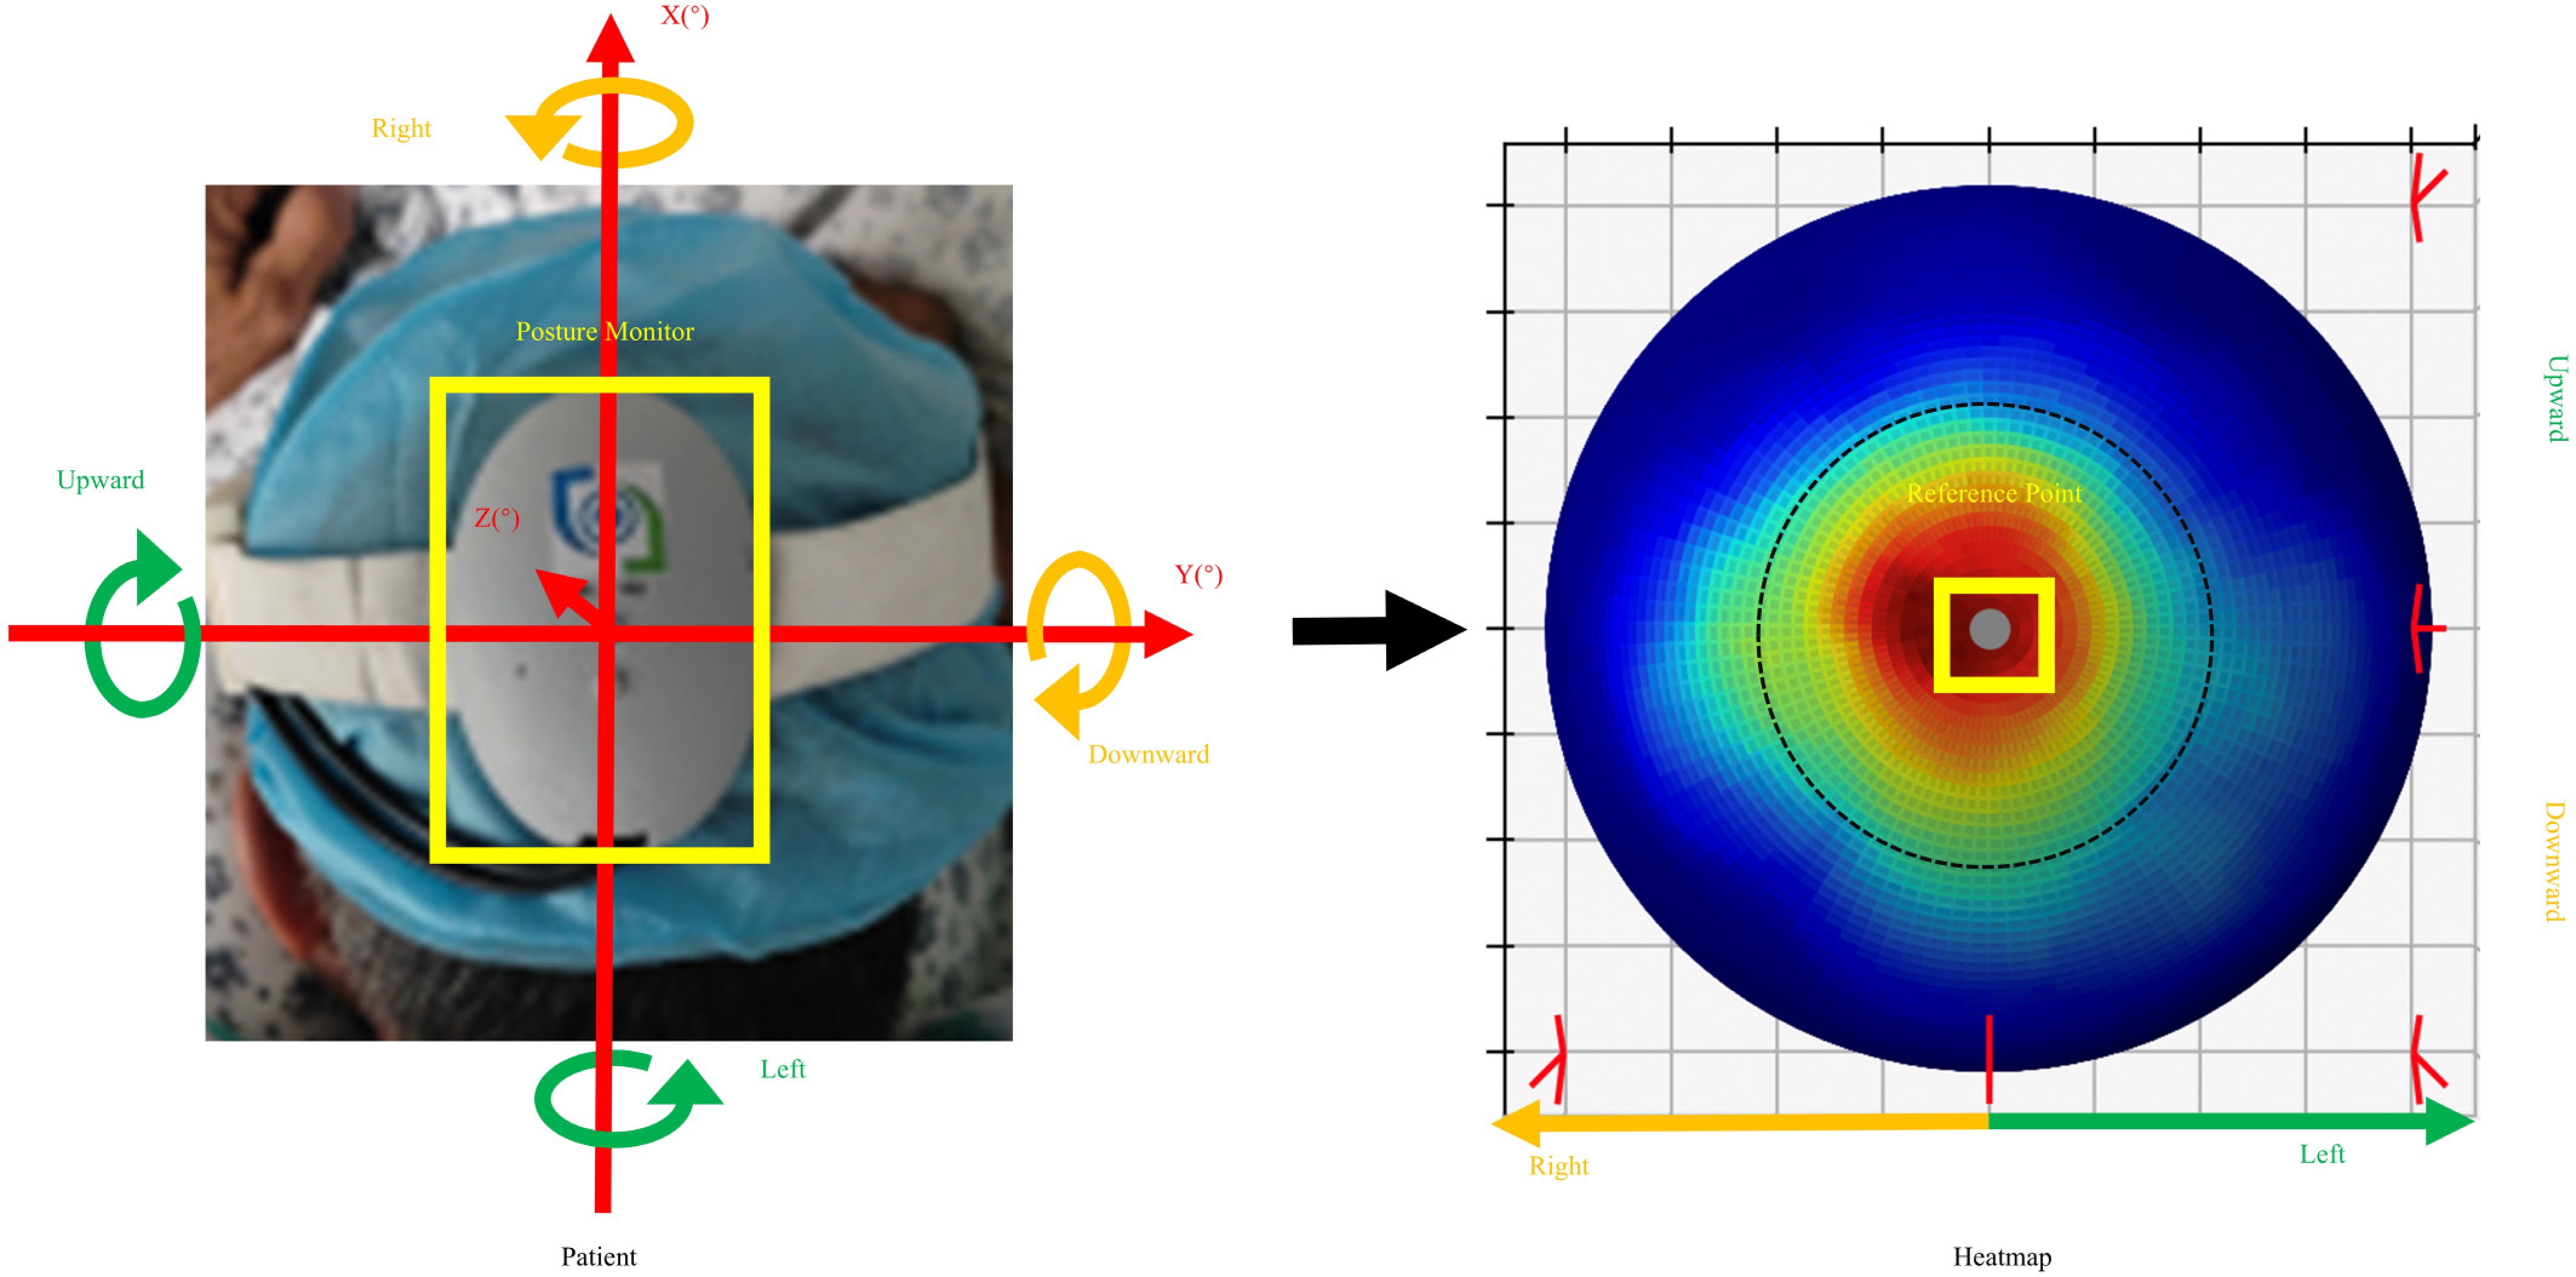 X(°)
Right
Posture Monitor
Upward
Z(°)
Y(°)
Downward
Left
Patient
Reference Point
Upward
Downward
Right
Left
Heatmap